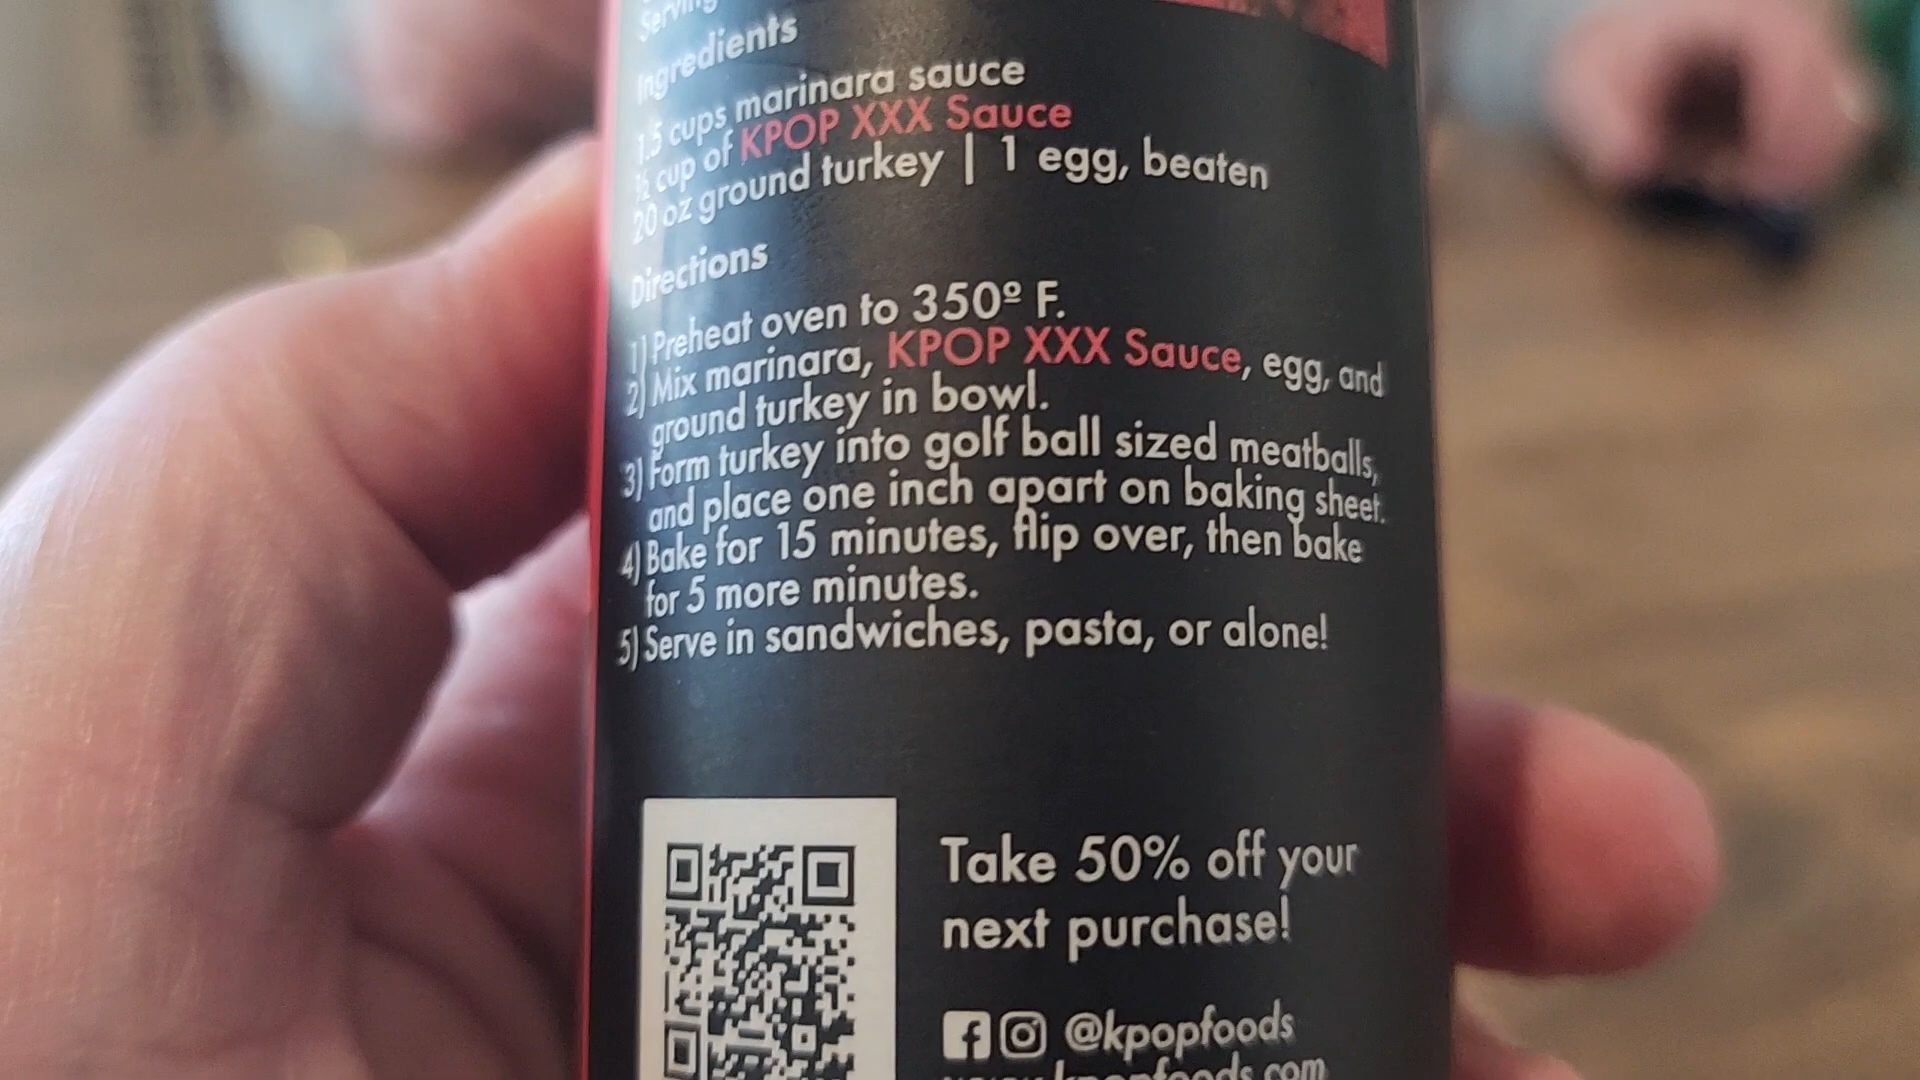 Serving
Ingredients
1.5 cups marinara sauce
½ cup of KPOP XXX Sauce
20 oz ground turkey | 1 egg, beaten
Directions
1) Preheat oven to 350º F.
2) Mix marinara, KPOP XXX Sauce, egg, and
ground turkey in bowl.
3) Form turkey into golf ball sized meatballs,
and place one inch apart on baking sheet.
4) Bake for 15 minutes, flip over, then bake
for 5 more minutes.
5) Serve in sandwiches, pasta, or alone!
Take 50% off your
next purchase!
@kpopfoods
www.kpopfoods.com